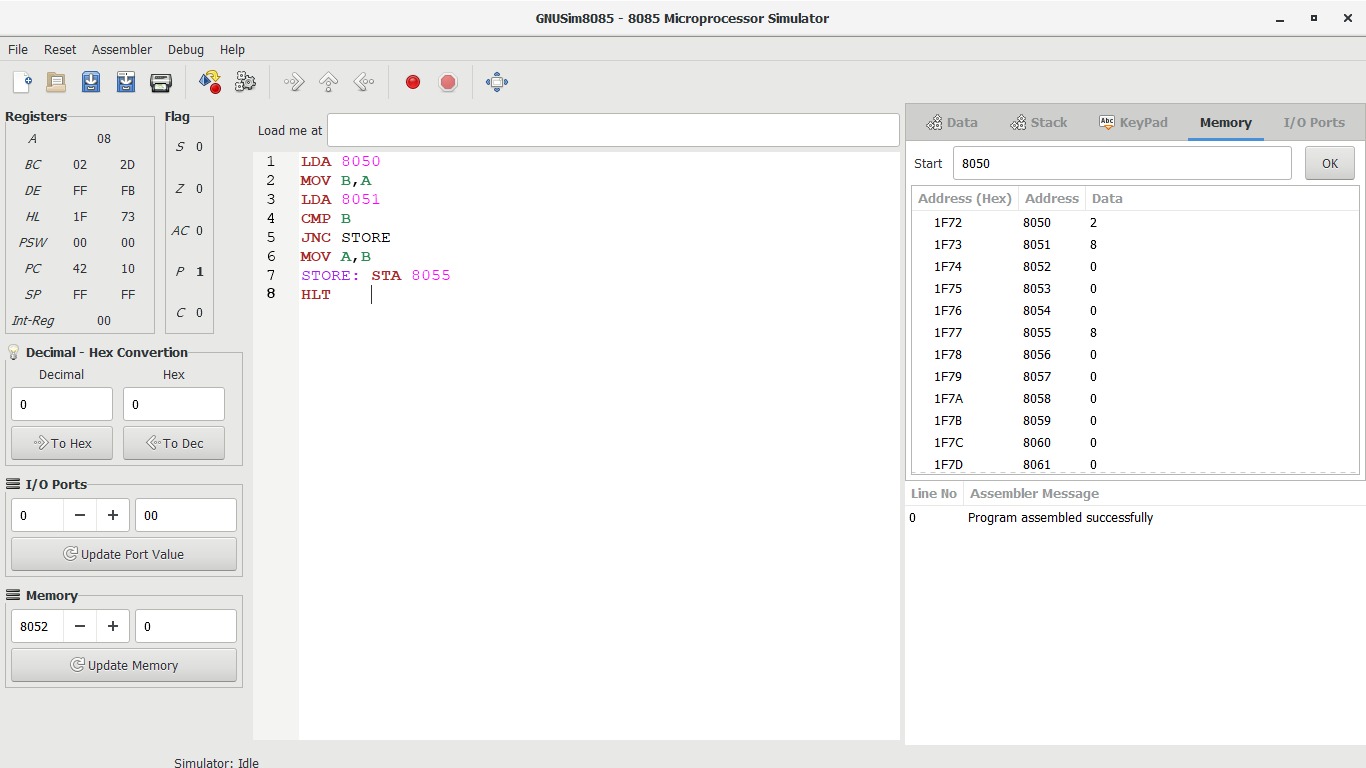 GNUSim8085 - 8085 Microprocessor Simulator
File Reset Assembler Debug Help
Registers
A 08
BC 02 2D
DE FF FB
HL 1F 73
PSW 00 00
PC 42 10
SP FF FF
Int-Reg 00
Flag
S 0
Z 0
AC 0
P 1
C 0
Decimal - Hex Convertion
Decimal Hex
0 0
To Hex To Dec
I/O Ports
0 − + 00
Update Port Value
Memory
8052 − + 0
Update Memory
Load me at
1 LDA 8050
2 MOV B,A
3 LDA 8051
4 CMP B
5 JNC STORE
6 MOV A,B
7 STORE: STA 8055
8 HLT
Data Stack Abc KeyPad Memory I/O Ports
Start 8050 OK
Address (Hex) Address Data
1F72 8050 2
1F73 8051 8
1F74 8052 0
1F75 8053 0
1F76 8054 0
1F77 8055 8
1F78 8056 0
1F79 8057 0
1F7A 8058 0
1F7B 8059 0
1F7C 8060 0
1F7D 8061 0
Line No Assembler Message
0 Program assembled successfully
Simulator: Idle